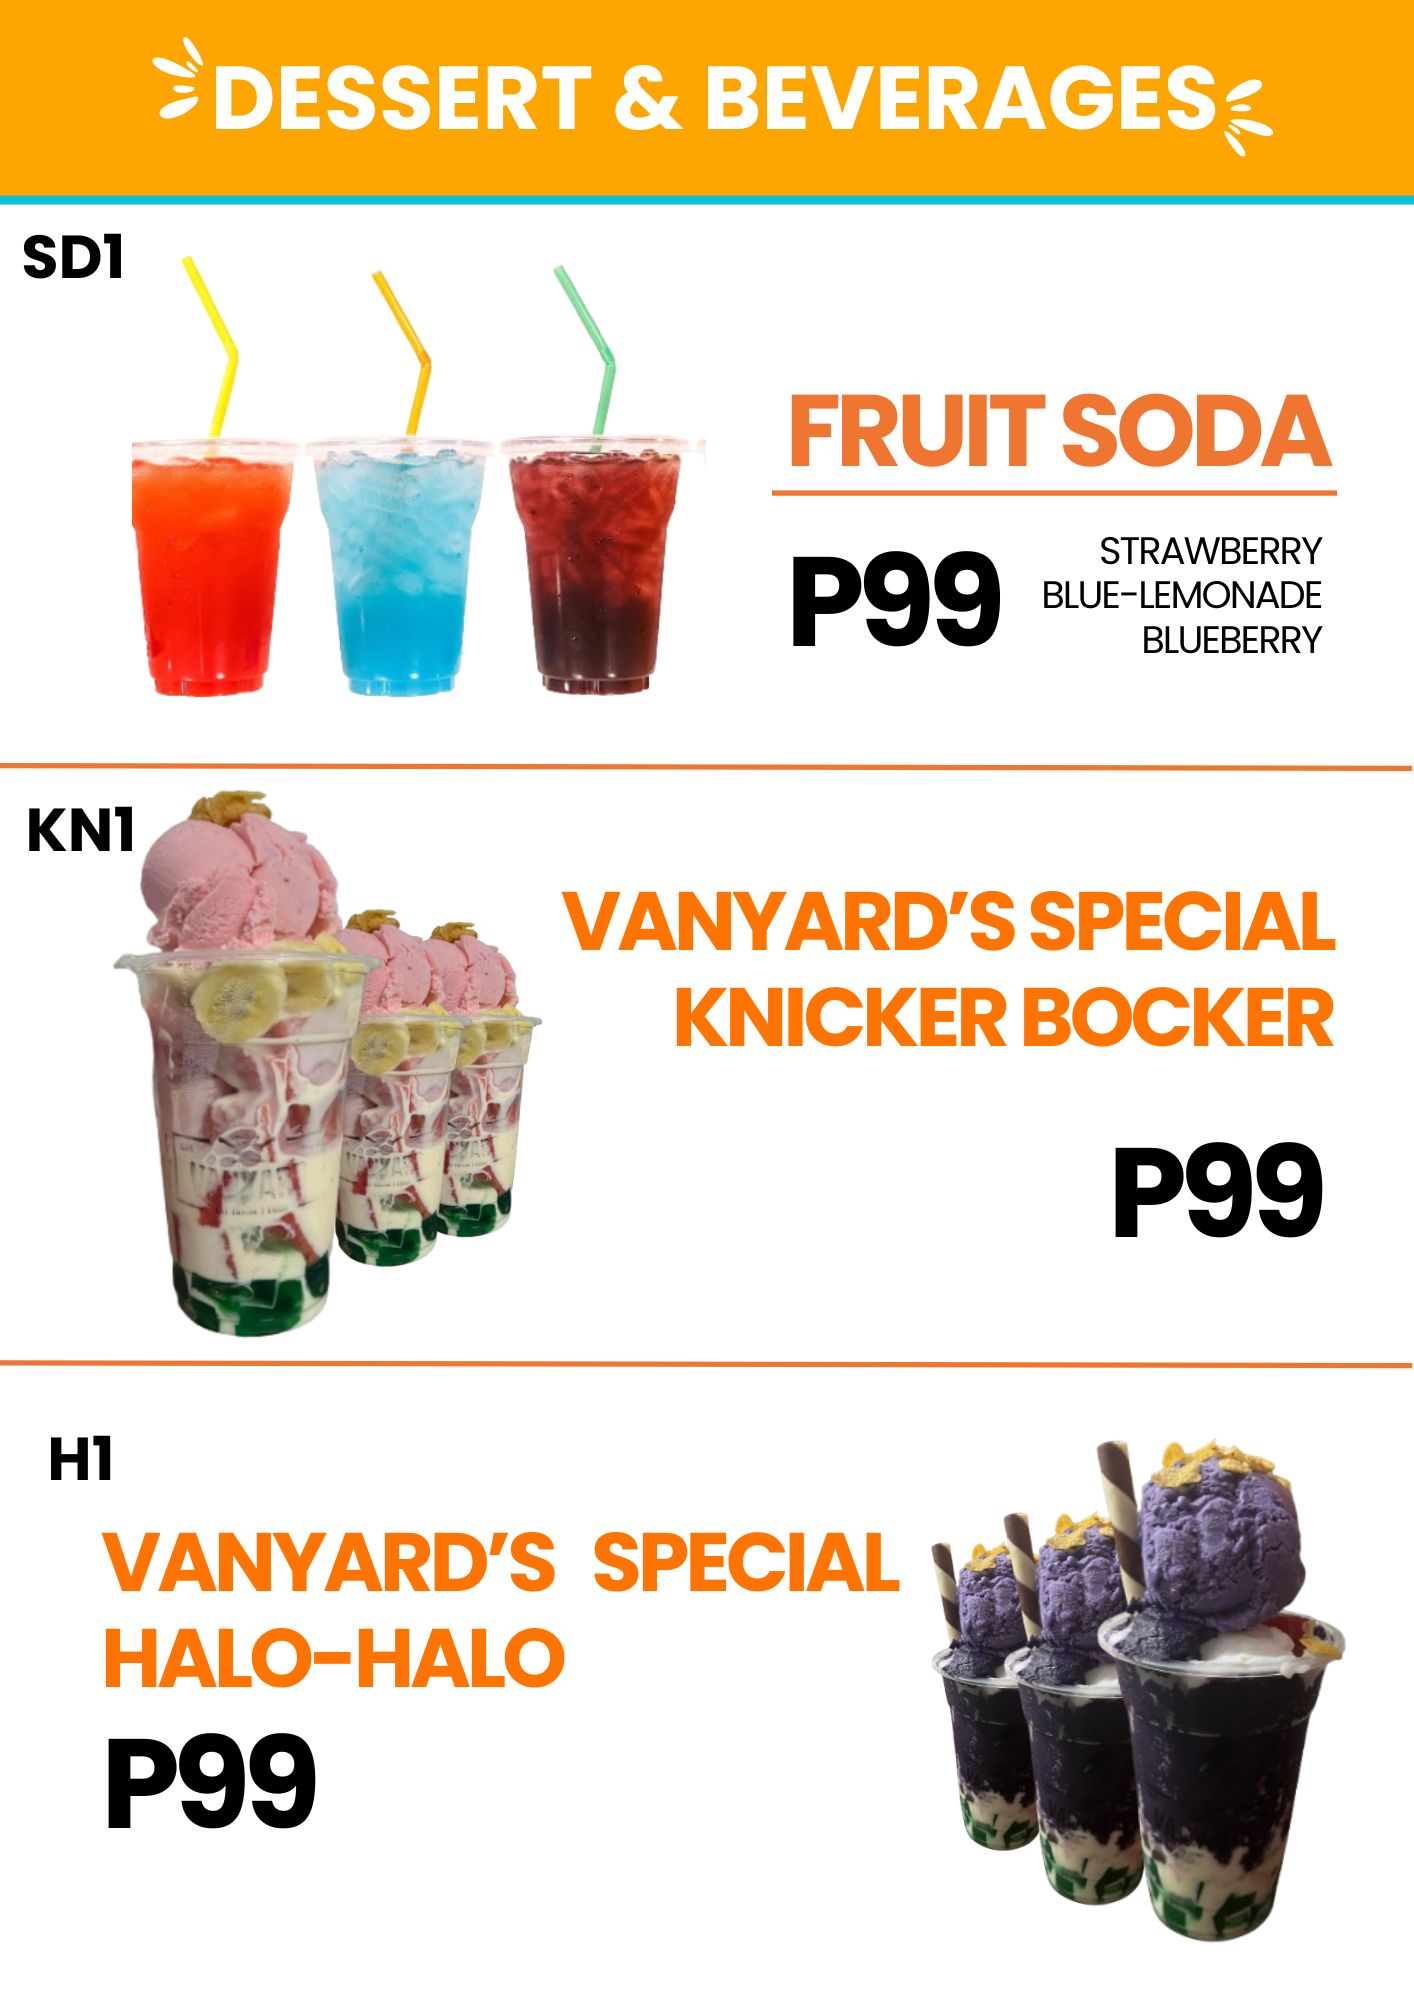 DESSERT & BEVERAGES
SD1
FRUIT SODA
P99
STRAWBERRY
BLUE-LEMONADE
BLUEBERRY
KN1
VANYARD'S SPECIAL
KNICKER BOCKER
P99
H1
VANYARD'S SPECIAL
HALO-HALO
P99